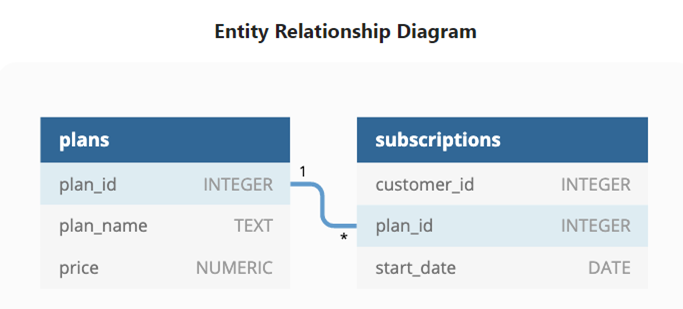 Entity Relationship Diagram
plans
plan_id INTEGER
plan_name TEXT
price NUMERIC
1
*
subscriptions
customer_id INTEGER
plan_id INTEGER
start_date DATE